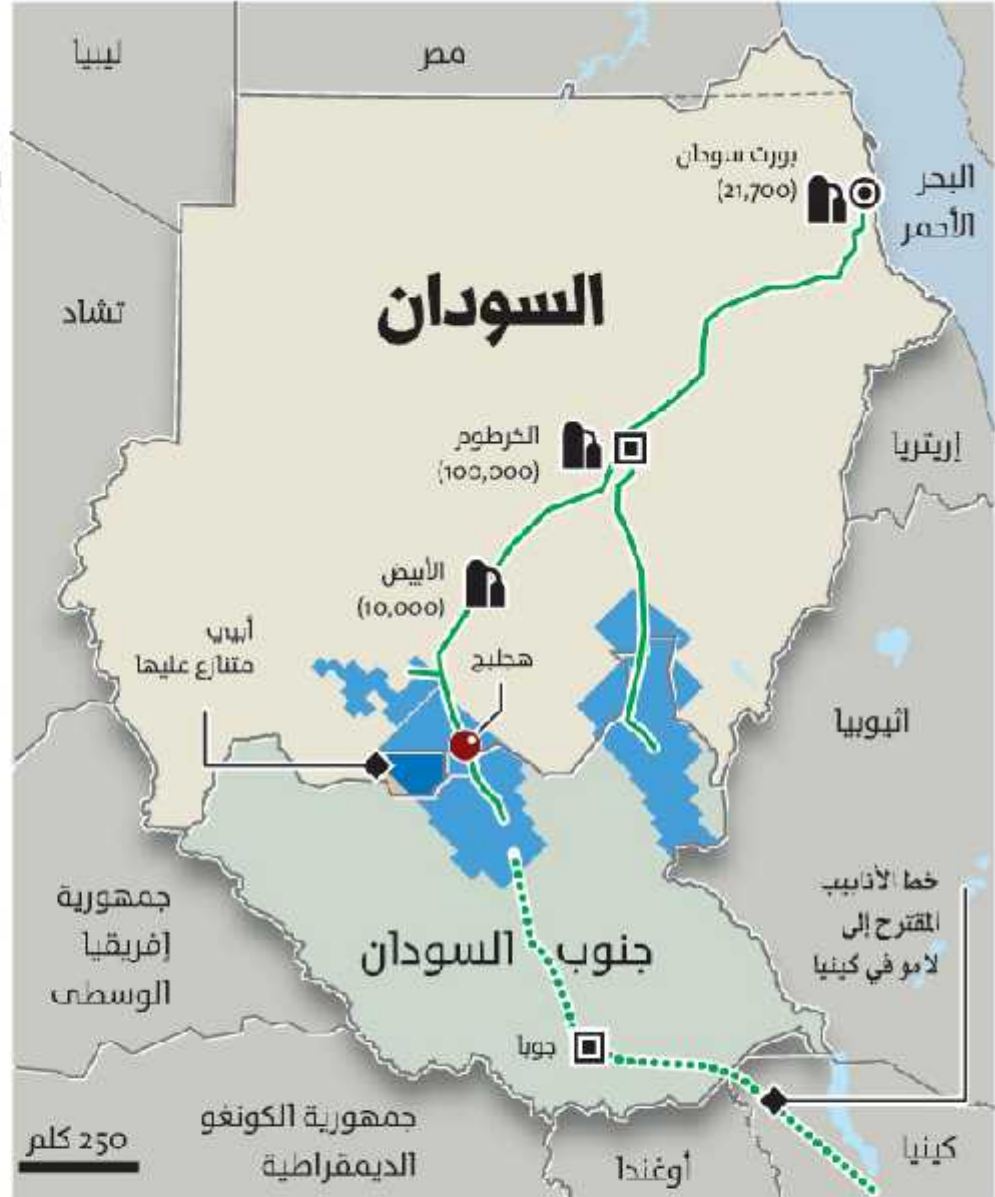 ليبيا
مصر
بورت سودان
(21,700)
البحر
الأحمر
السودان
تشاد
الخرطوم
(100,000)
إريتريا
الأبيض
(10,000)
أبيي
متنازع عليها
هجليج
اثيوبيا
خط الأنابيب
المقترح إلى
لامو في كينيا
جمهورية
إفريقيا
الوسطى
جنوب السودان
جوبا
جمهورية الكونغو
الديمقراطية
أوغندا
كينيا
250 كلم